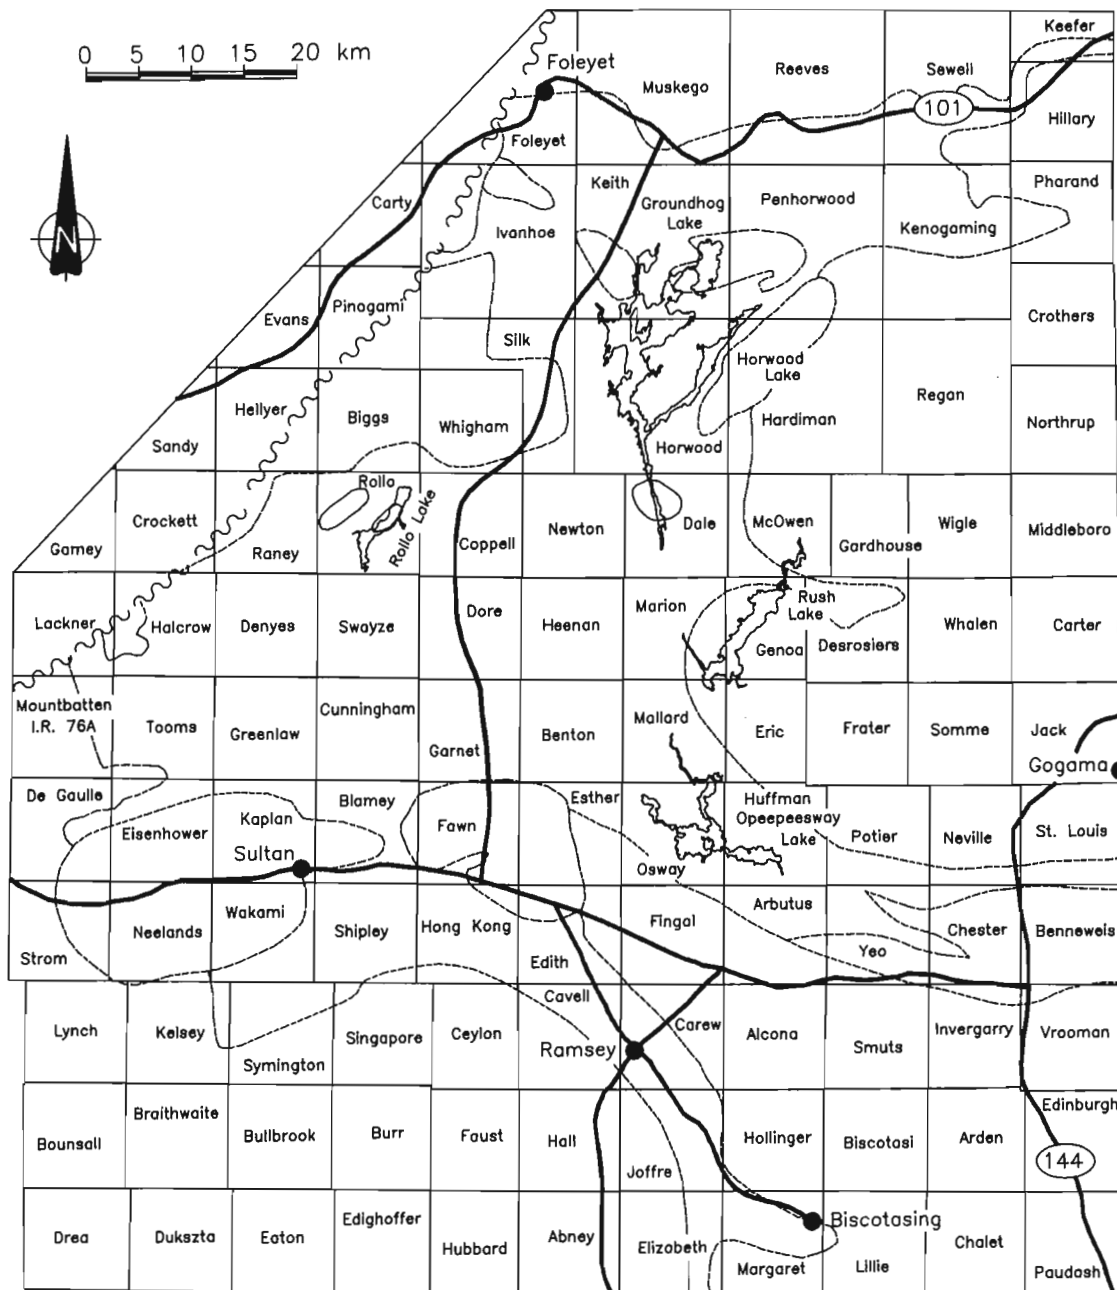 0 5 10 15 20 km
Keefer
Foleyet
Muskego
Reeves
Sewell
101
Hillary
Foleyet
Keith
Groundhog
Lake
Penhorwood
Pharand
Carty
Ivanhoe
Kenogaming
N
Evans
Pinogami
Silk
Crothers
Horwood
Lake
Regan
Hellyer
Biggs
Whigham
Hardiman
Northrup
Sandy
Horwood
Rollo
Crockett
Rollo Lake
Newton
Dale
McOwen
Wigle
Middleboro
Gamey
Raney
Coppell
Gardhouse
Lackner
Halcrow
Denyes
Swayze
Dore
Heenan
Marion
Rush
Lake
Genoa
Desrosiers
Whalen
Carter
Mountbatten
I.R. 76A
Tooms
Greenlaw
Cunningham
Garnet
Benton
Mallard
Eric
Frater
Somme
Jack
Gogama
De Gaulle
Eisenhower
Kaplan
Blamey
Fawn
Esther
Huffman
Opeepeesway
Lake
Potier
Neville
St. Louis
Sultan
Osway
Strom
Neelands
Wakami
Shipley
Hong Kong
Fingal
Arbutus
Yeo
Chester
Benneweis
Edith
Lynch
Kelsey
Symington
Singapore
Ceylon
Cavell
Carew
Alcona
Smuts
Invergarry
Vrooman
Ramsey
Edinburgh
Bounsall
Braithwaite
Bullbrook
Burr
Faust
Hall
Joffre
Hollinger
Biscotasi
Arden
144
Drea
Dukszta
Eaton
Edighoffer
Hubbard
Abney
Elizabeth
Biscotasing
Margaret
Lillie
Chalet
Paudash